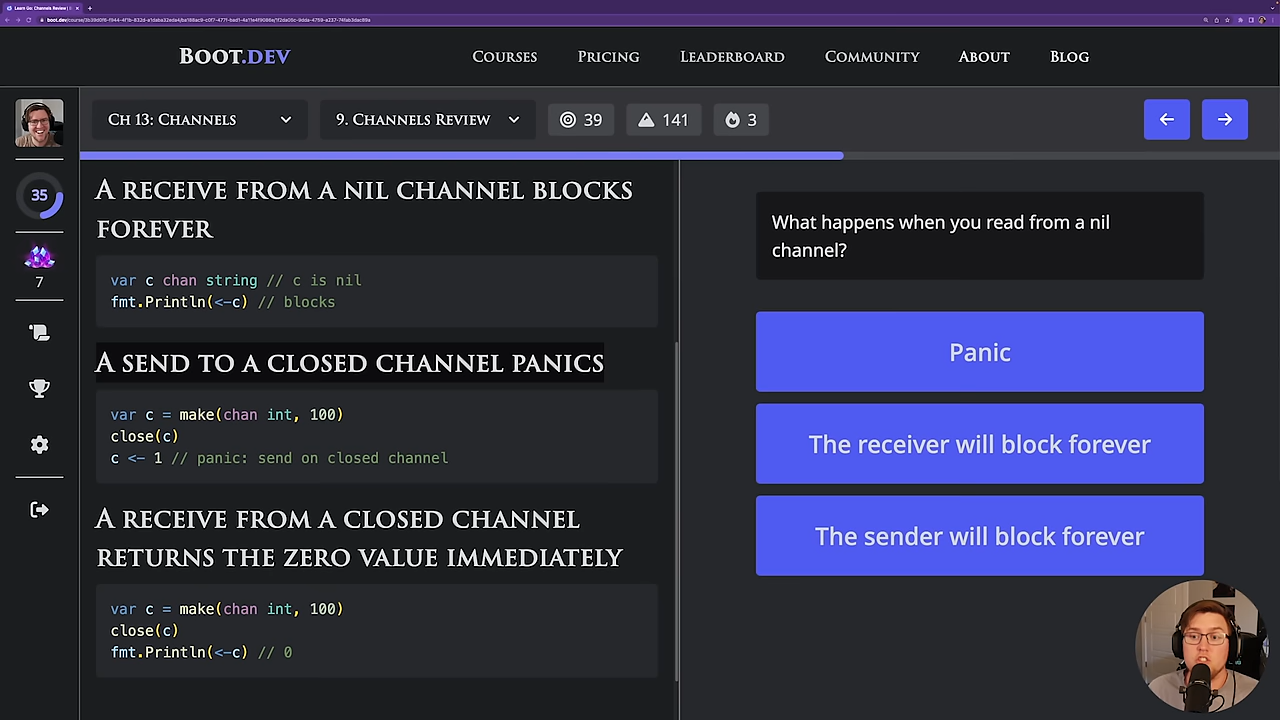 Learn Go: Channels Review |
BOOT.DEV
COURSES
PRICING
LEADERBOARD
COMMUNITY
ABOUT
BLOG
CH 13: CHANNELS
9. CHANNELS REVIEW
39
141
3
35
7
A RECEIVE FROM A NIL CHANNEL BLOCKS
FOREVER
var c chan string // c is nil
fmt.Println(<-c) // blocks
A SEND TO A CLOSED CHANNEL PANICS
var c = make(chan int, 100)
close(c)
c <- 1 // panic: send on closed channel
A RECEIVE FROM A CLOSED CHANNEL
RETURNS THE ZERO VALUE IMMEDIATELY
var c = make(chan int, 100)
close(c)
fmt.Println(<-c) // 0
What happens when you read from a nil
channel?
Panic
The receiver will block forever
The sender will block forever